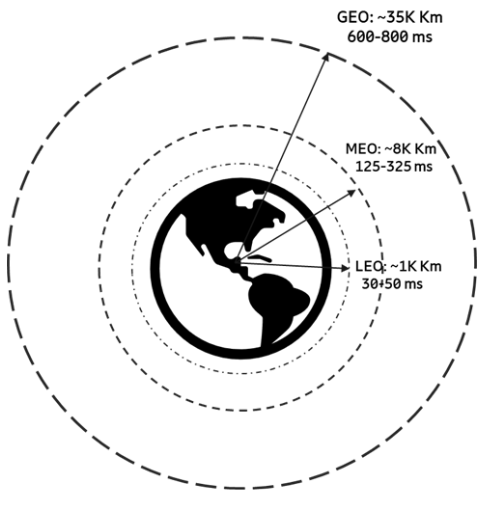 GEO: ~35K Km
600-800 ms
MEO: ~8K Km
125-325 ms
LEO: ~1K Km
30-50 ms